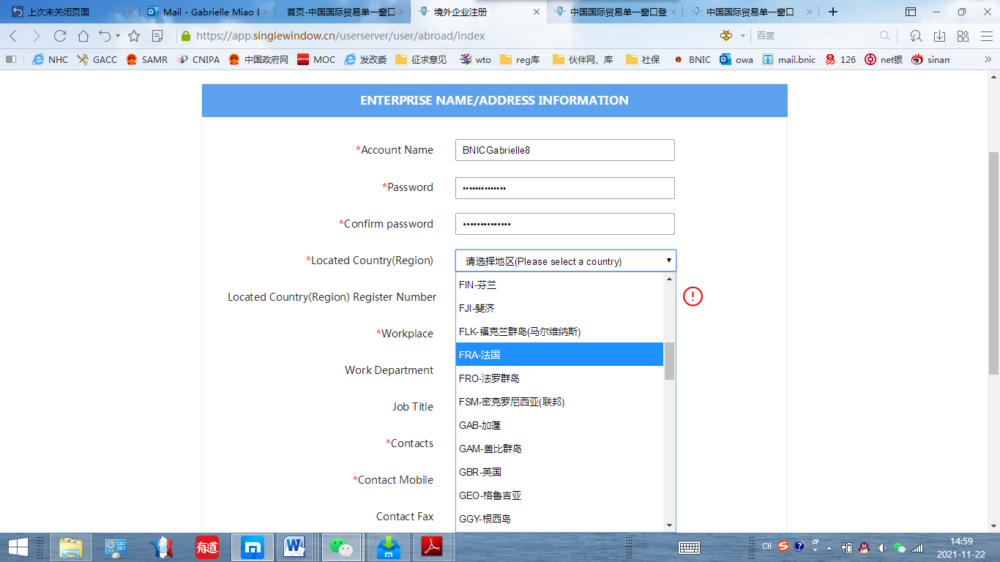 上次未关闭页面
Mail - Gabrielle Miao
首页-中国国际贸易单一窗口
境外企业注册
中国国际贸易单一窗口登
中国国际贸易单一窗口
https://app.singlewindow.cn/userserver/user/abroad/index
百度
NHC
GACC
SAMR
CNIPA
中国政府网
MOC
发改委
征求意见
wto
reg库
伙伴网、库
社保
BNIC
owa
mail.bnic
126
net银
sinam
ENTERPRISE NAME/ADDRESS INFORMATION
*Account Name
BNICGabrielle8
*Password
••••••••••••••
*Confirm password
••••••••••••••
*Located Country(Region)
请选择地区(Please select a country)
FIN-芬兰
Located Country(Region) Register Number
FJI-斐济
FLK-福克兰群岛(马尔维纳斯)
*Workplace
FRA-法国
Work Department
FRO-法罗群岛
FSM-密克罗尼西亚(联邦)
Job Title
GAB-加蓬
*Contacts
GAM-盖比群岛
GBR-英国
*Contact Mobile
GEO-格鲁吉亚
Contact Fax
GGY-根西岛
有道
CH
14:59
2021-11-22